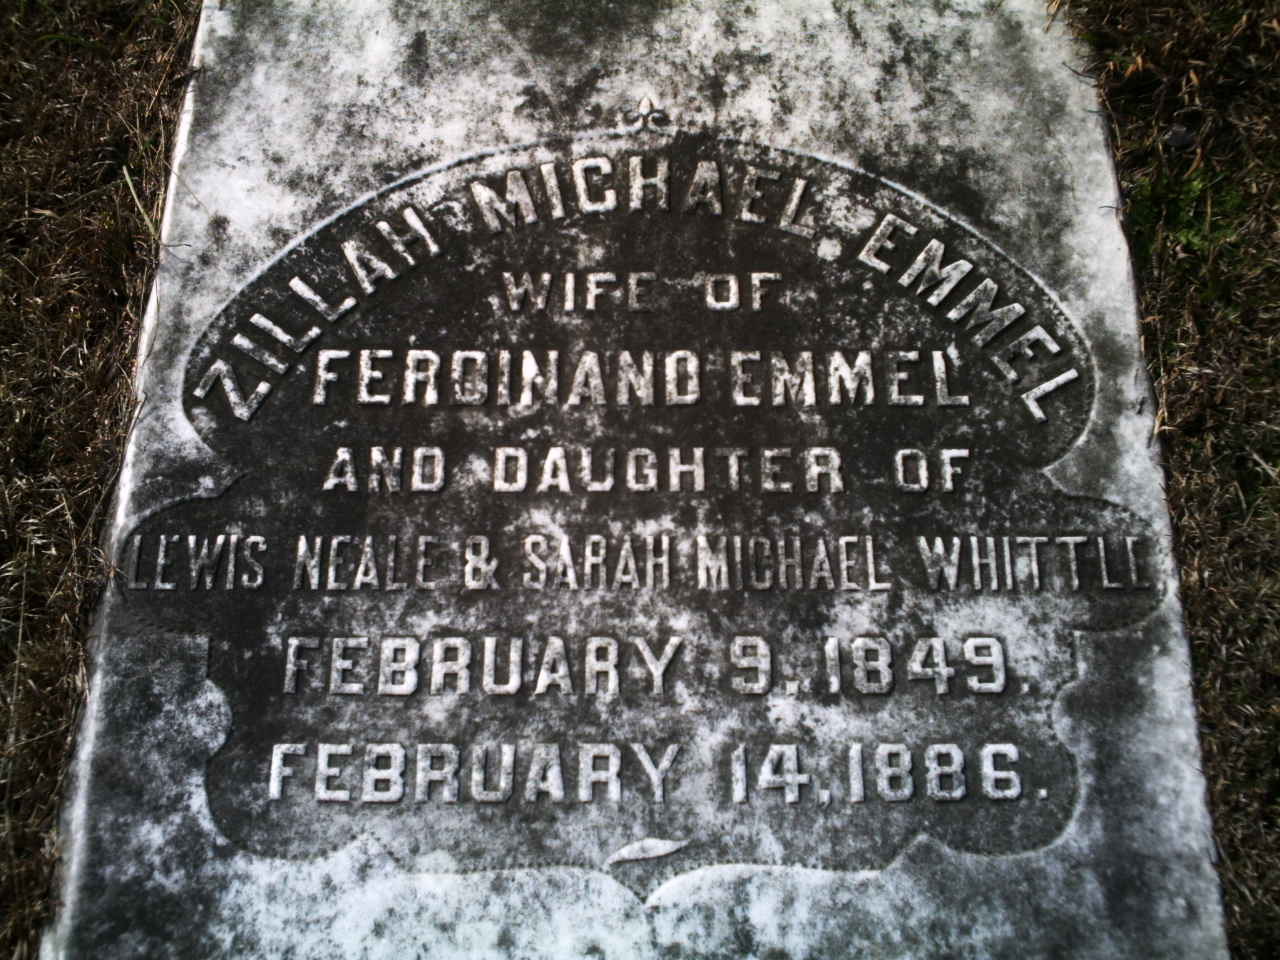 ZILLAH MICHAEL EMMEL
WIFE OF
FERDINAND EMMEL
AND DAUGHTER OF
LEWIS NEALE & SARAH MICHAEL WHITTLE
FEBRUARY 9, 1849.
FEBRUARY 14, 1886.